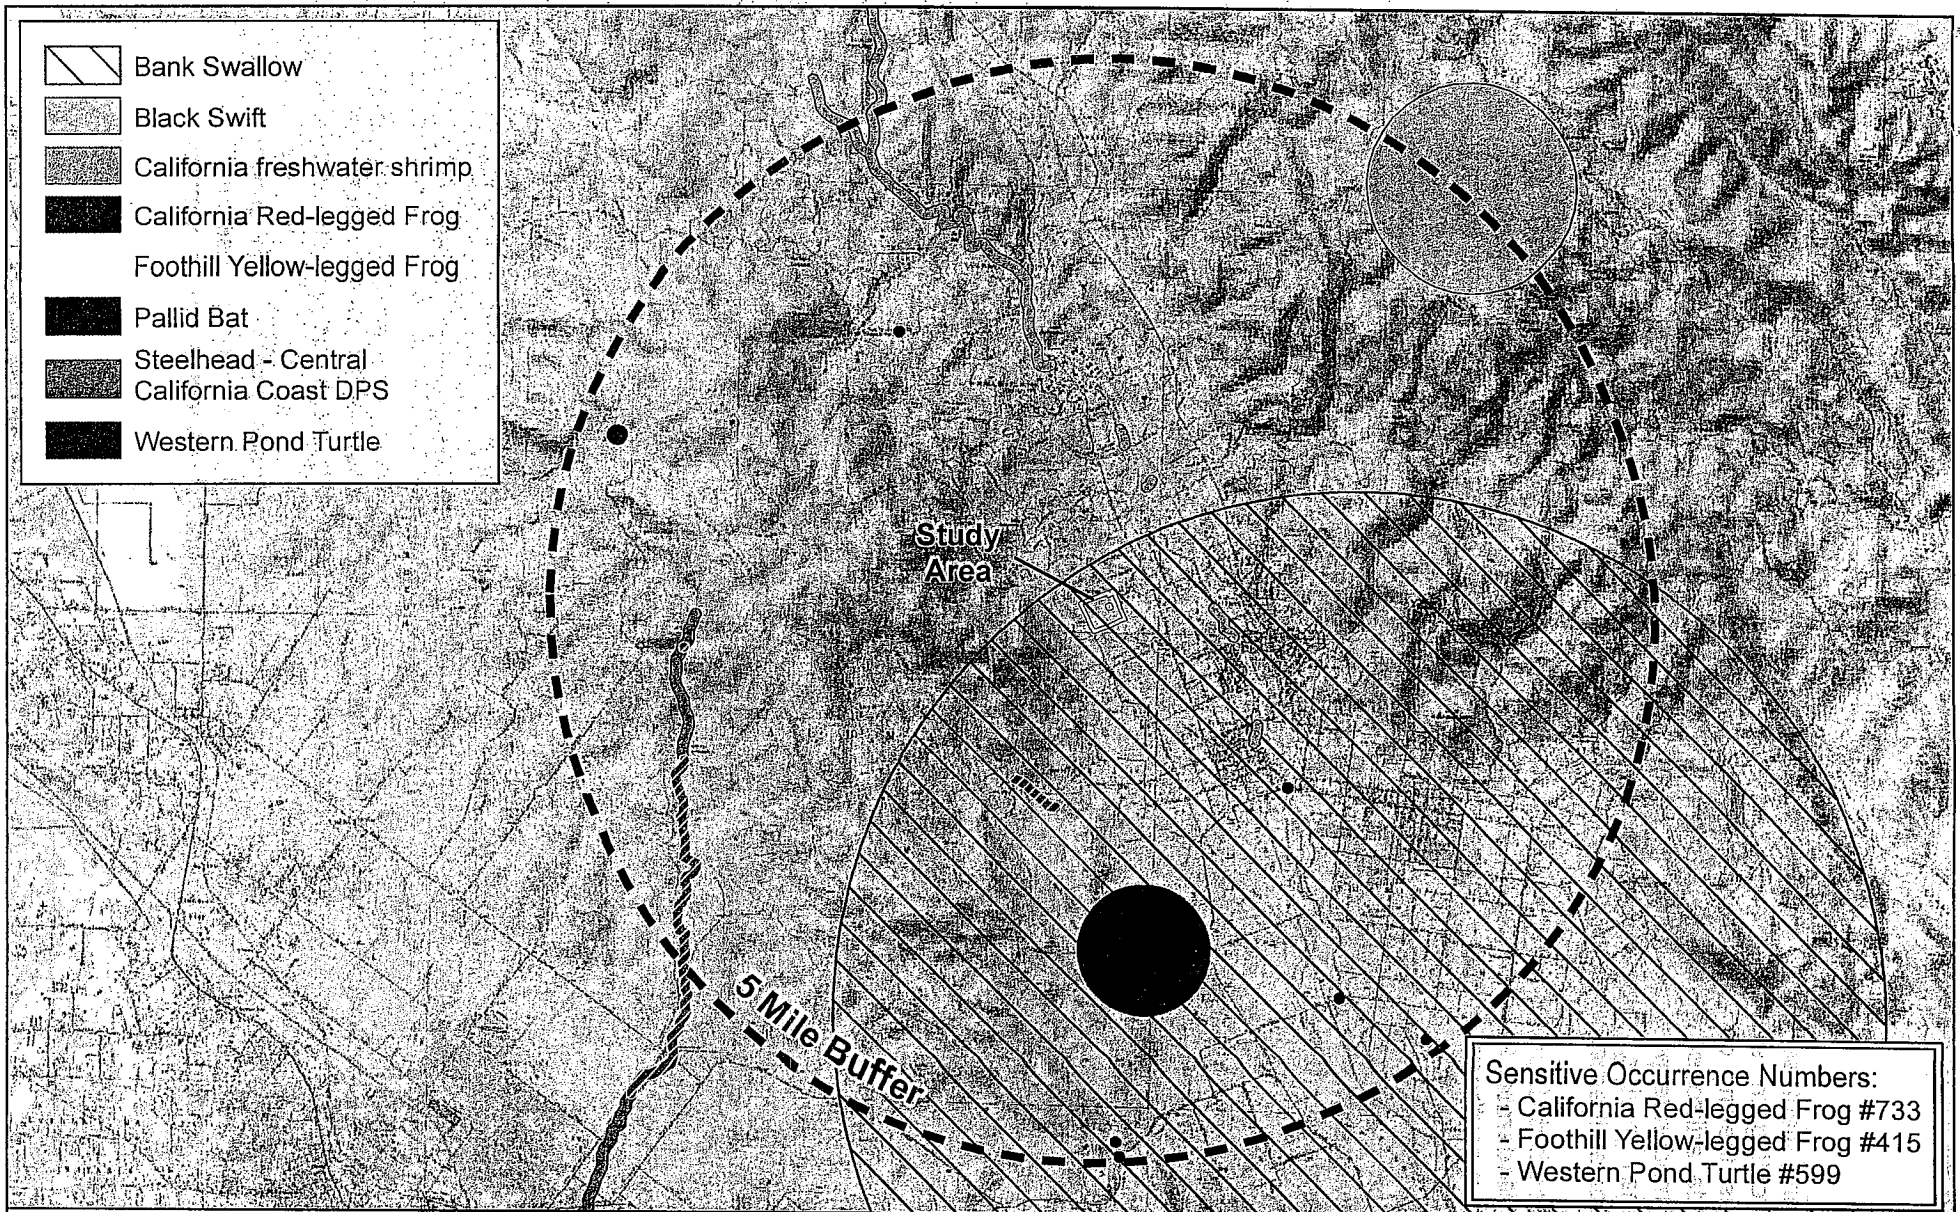 Bank Swallow
Black Swift
California freshwater shrimp
California Red-legged Frog
Foothill Yellow-legged Frog
Pallid Bat
Steelhead - Central
California Coast DPS
Western Pond Turtle
Study
Area
5 Mile Buffer
Sensitive Occurrence Numbers:
- California Red-legged Frog #733
- Foothill Yellow-legged Frog #415
- Western Pond Turtle #599